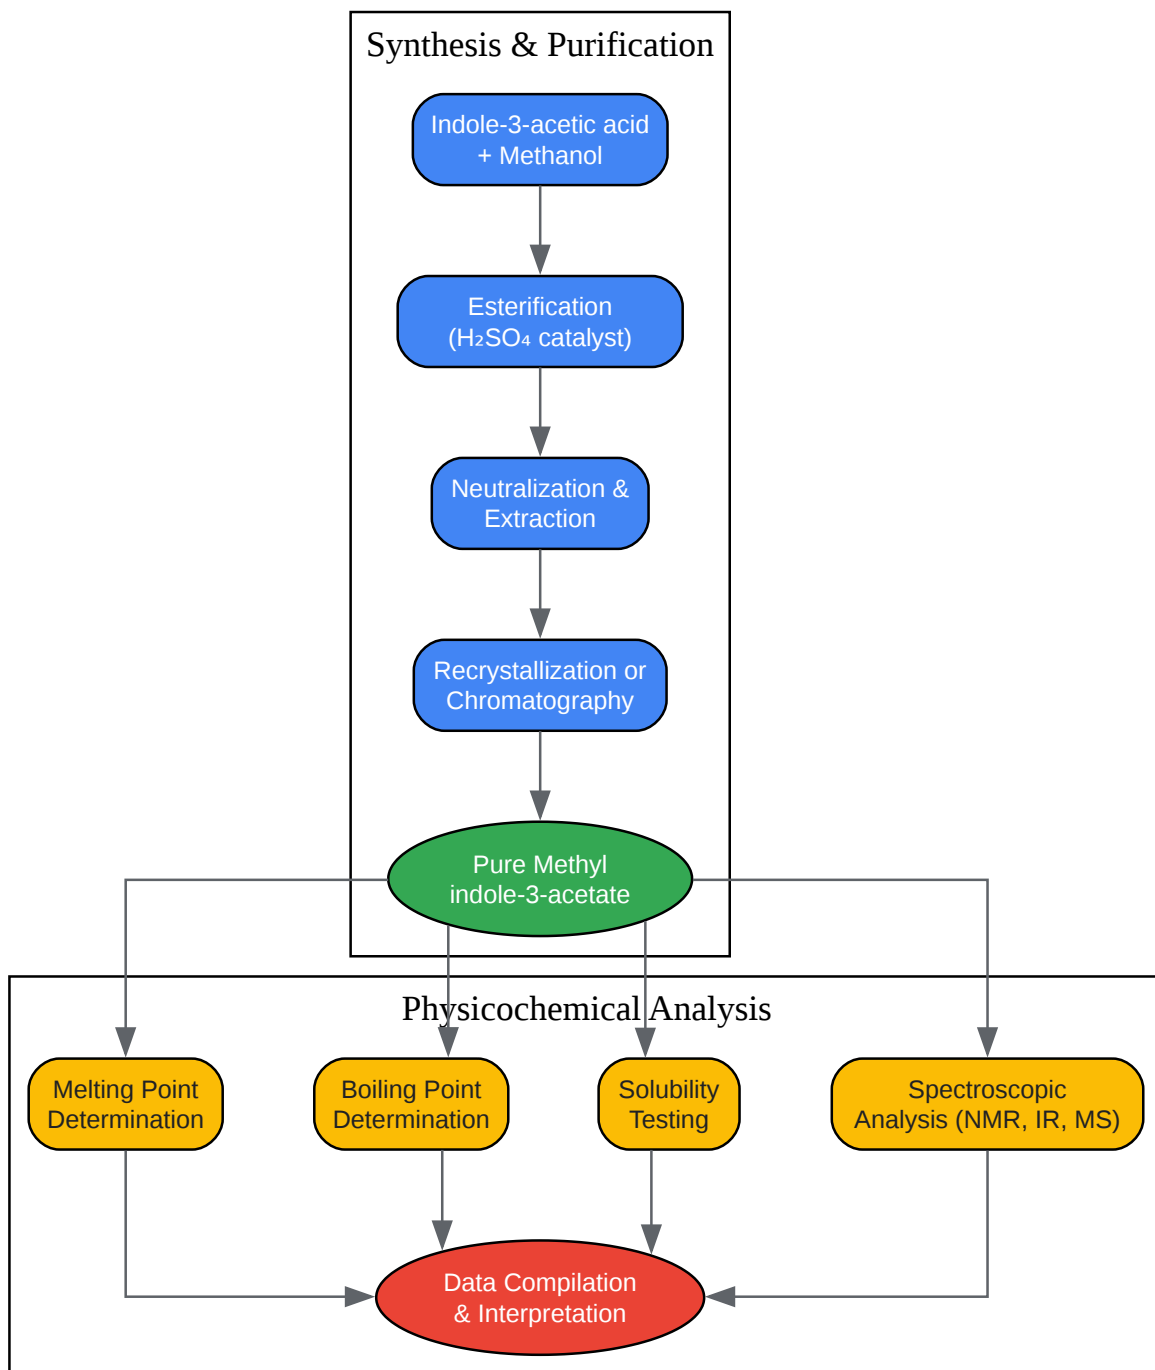 Synthesis & Purification
Indole-3-acetic acid
+ Methanol
Esterification
(H₂SO₄ catalyst)
Neutralization &
Extraction
Recrystallization or
Chromatography
Pure Methyl
indole-3-acetate
Physicochemical Analysis
Melting Point
Determination
Boiling Point
Determination
Solubility
Testing
Spectroscopic
Analysis (NMR, IR, MS)
Data Compilation
& Interpretation